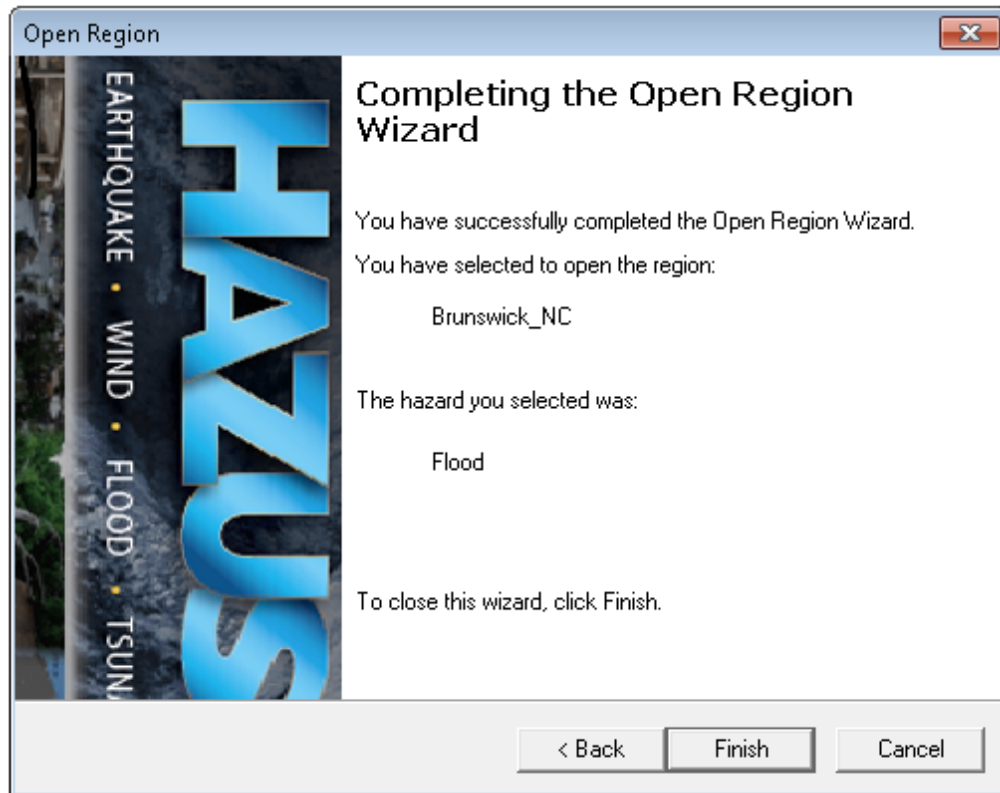 Open Region
EARTHQUAKE • WIND • FLOOD • TSUN
HAZUS
Completing the Open Region
Wizard
You have successfully completed the Open Region Wizard.
You have selected to open the region:
Brunswick_NC
The hazard you selected was:
Flood
To close this wizard, click Finish.
< Back
Finish
Cancel